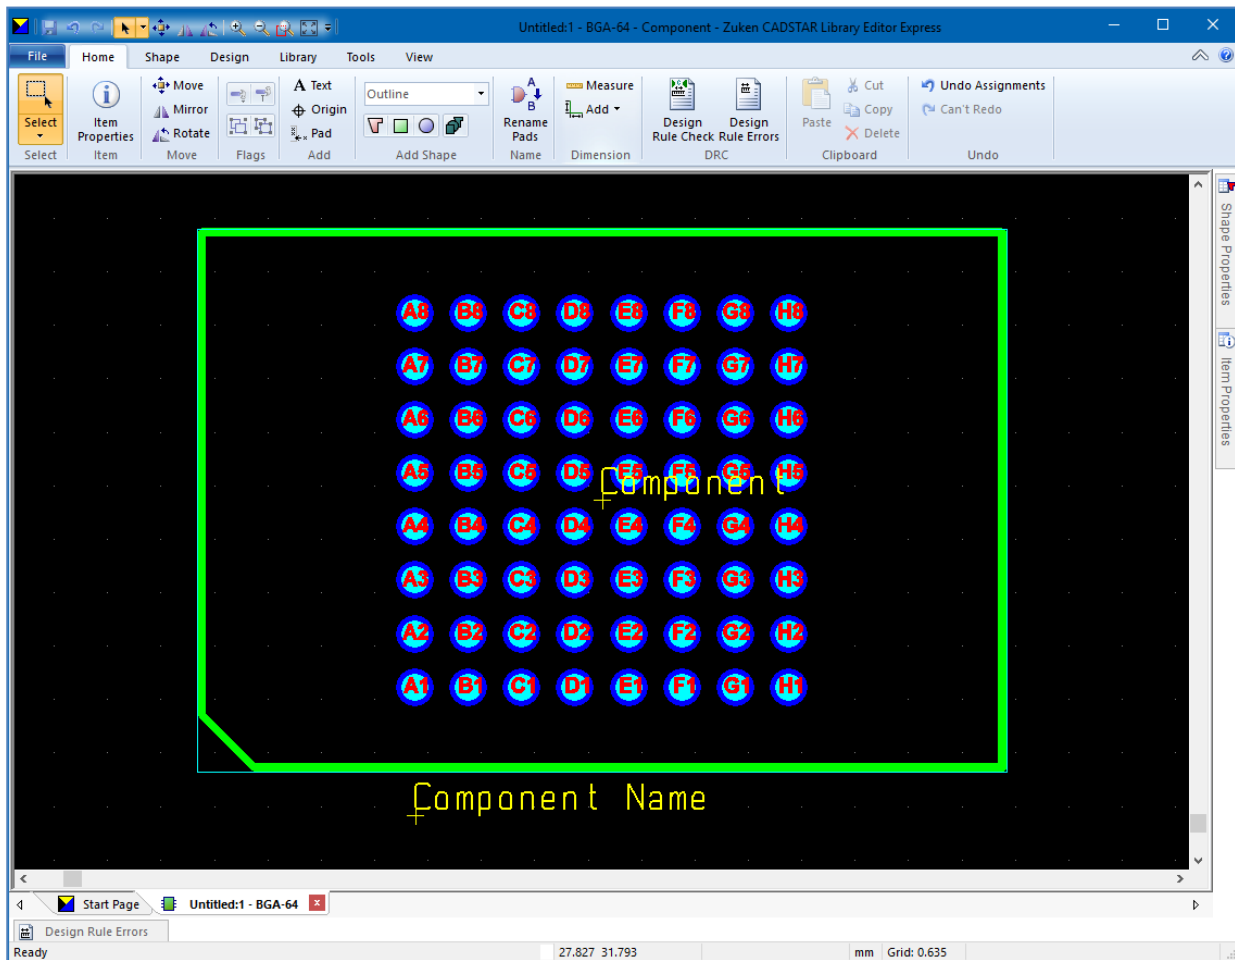 Untitled:1 - BGA-64 - Component - Zuken CADSTAR Library Editor Express
File Home Shape Design Library Tools View
Select
Item Properties
Move
Mirror
Rotate
A Text
Origin
Pad
Outline
A
B
Rename Pads
Measure
Add
Design Rule Check
Design Rule Errors
Paste
Cut
Copy
Delete
Undo Assignments
Can't Redo
Select Item Move Flags Add Add Shape Name Dimension DRC Clipboard Undo
Shape Properties
Item Properties
A8 B8 C8 D8 E8 F8 G8 H8
A7 B7 C7 D7 E7 F7 G7 H7
A6 B6 C6 D6 E6 F6 G6 H6
A5 B5 C5 D5 E5 F5 G5 H5
Component
A4 B4 C4 D4 E4 F4 G4 H4
A3 B3 C3 D3 E3 F3 G3 H3
A2 B2 C2 D2 E2 F2 G2 H2
A1 B1 C1 D1 E1 F1 G1 H1
Component Name
Start Page Untitled:1 - BGA-64
Design Rule Errors
Ready 27.827 31.793 mm Grid: 0.635